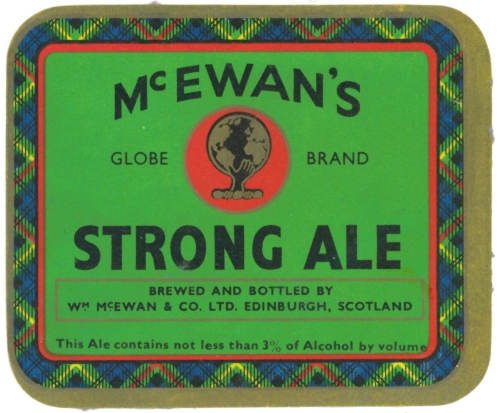 McEWAN'S
GLOBE BRAND
STRONG ALE
BREWED AND BOTTLED BY
Wm McEWAN & CO. LTD. EDINBURGH, SCOTLAND
This Ale contains not less than 3% of Alcohol by volume